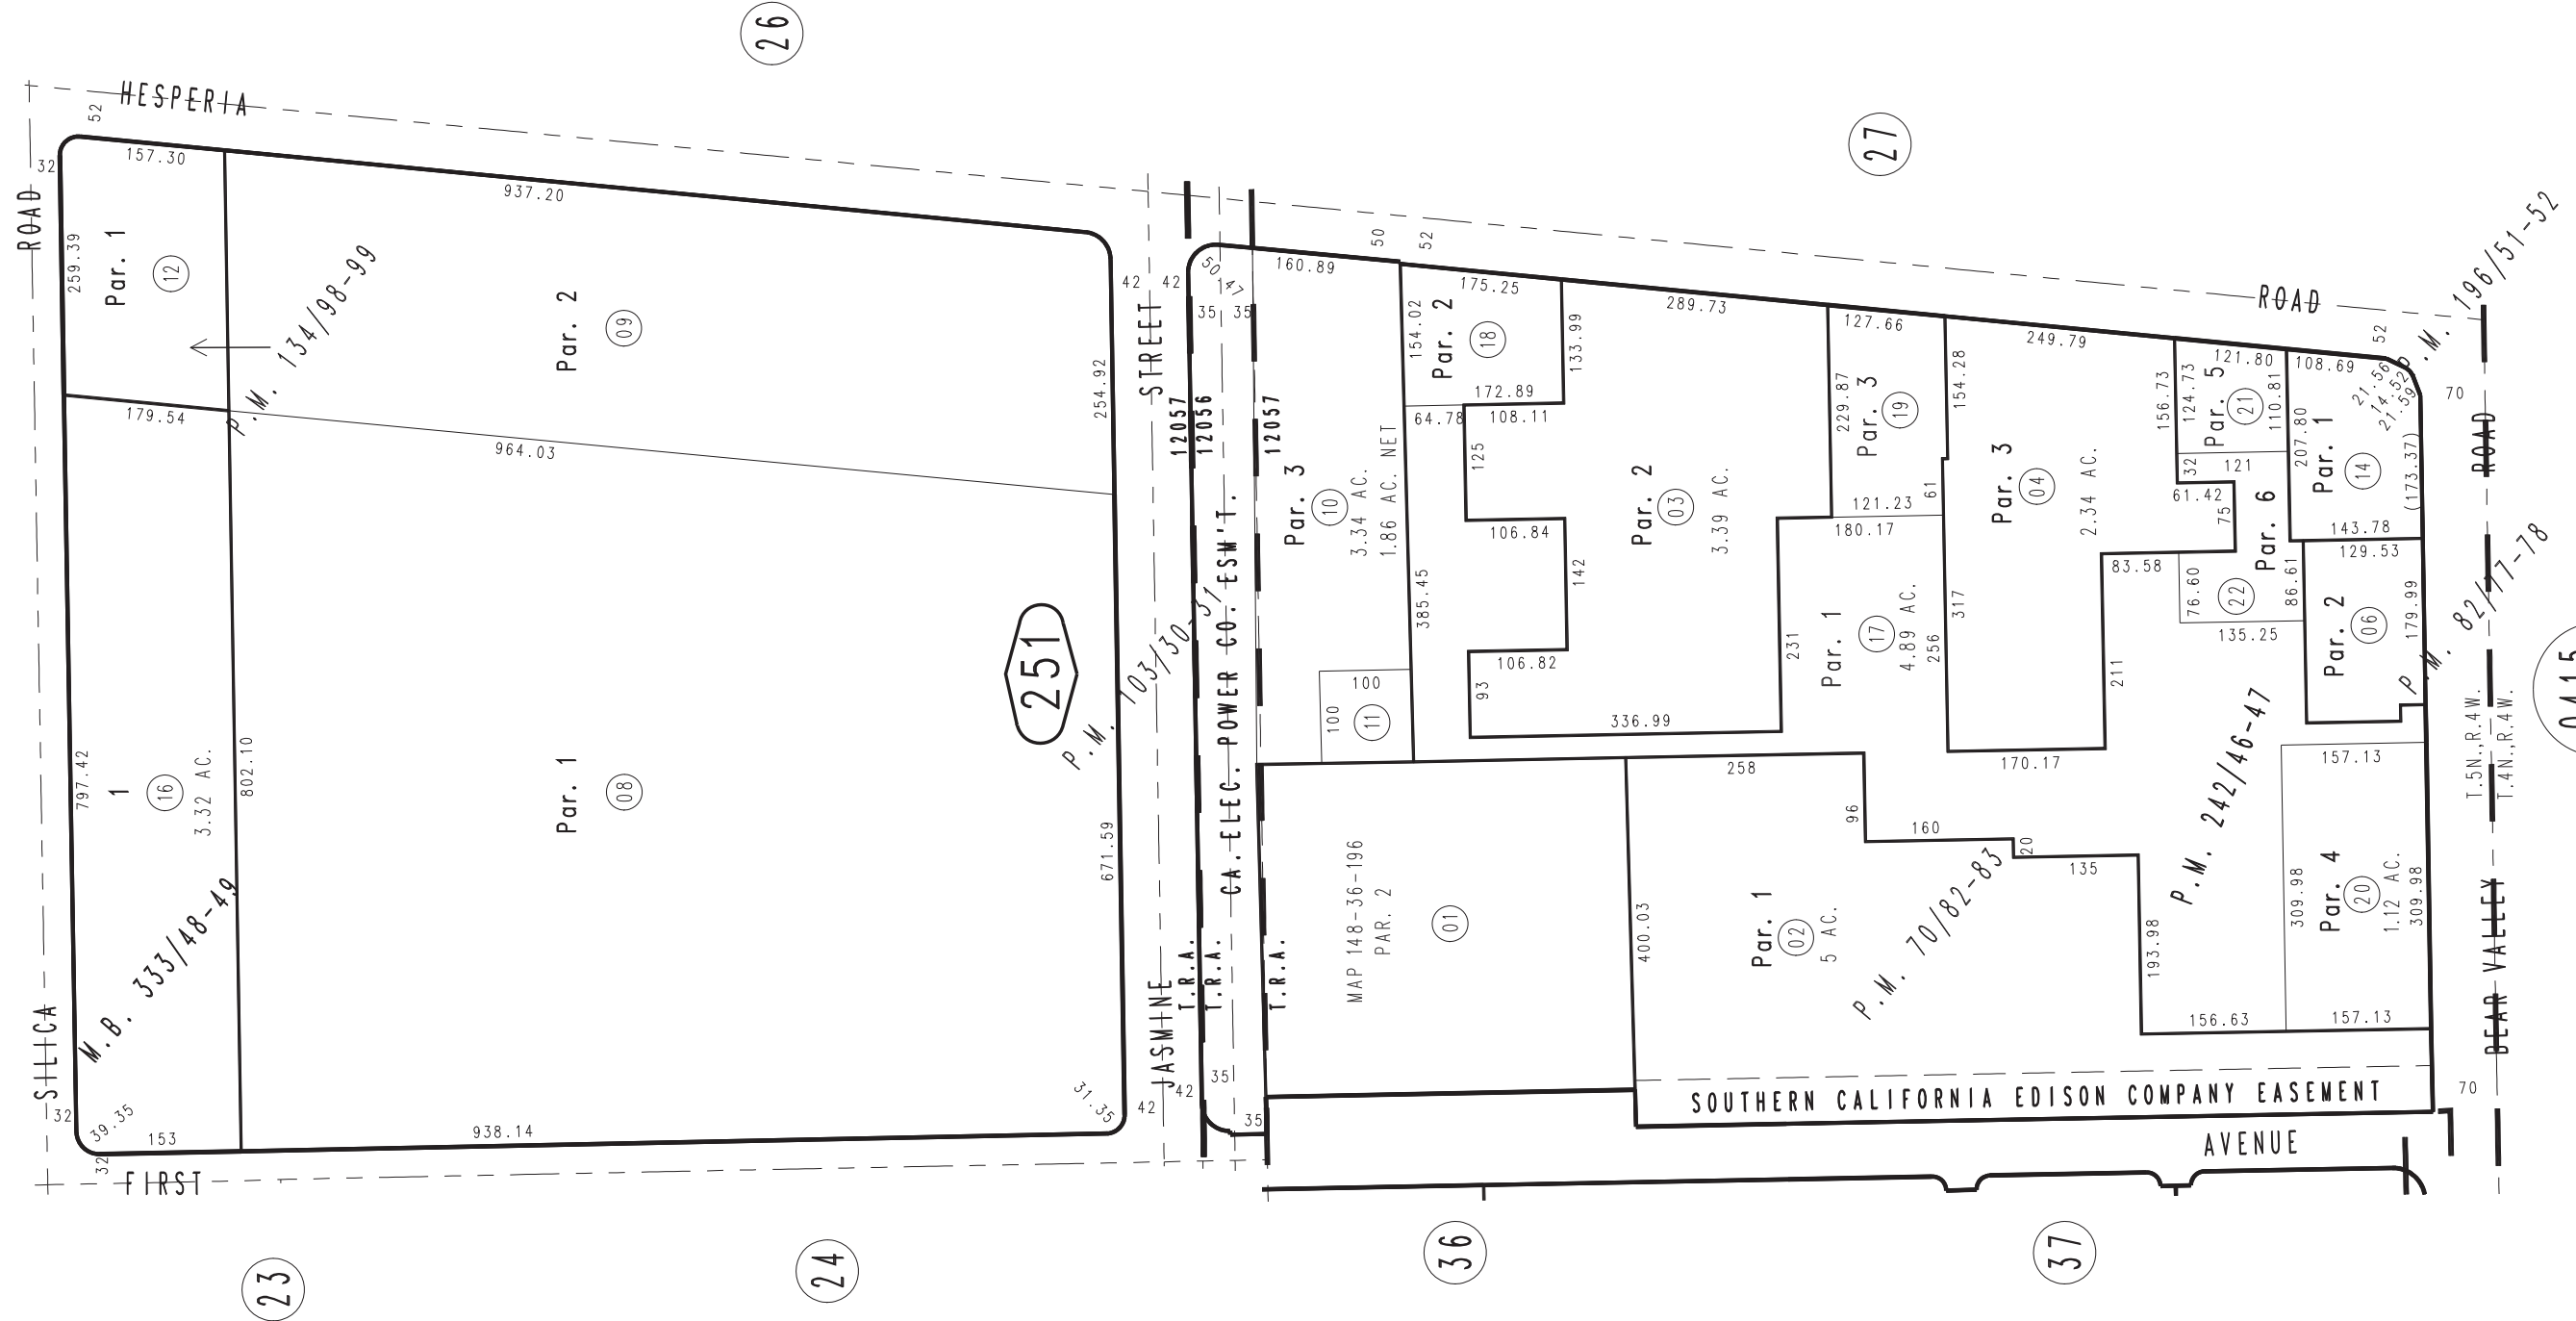 26
HESPERIA
52
32
ROAD
157.30
937.20
259.39
Par. 1
12
P.M. 134/98-99
Par. 2
09
179.54
964.03
254.92
797.42
1
16
3.32 AC.
802.10
Par. 1
08
251
671.59
M.B. 333/48-49
P.M. 103/30-31
SILICA
32
39.35
153
938.14
31.35
32
FIRST
42
42
STREET
JASMINE
42
42
50
47
35
35
12057
12056
12057
CA. ELEC. POWER CO. ESM'T.
T.R.A.
T.R.A.
T.R.A.
35
35
27
50
52
160.89
175.25
289.73
127.66
249.79
121.80
108.69
ROAD
52
P.M. 196/51-52
154.02
Par. 2
18
133.99
172.89
64.78
108.11
125
106.84
142
106.82
93
336.99
Par. 3
10
3.34 AC.
1.86 AC. NET
385.45
100
100
11
Par. 2
03
3.39 AC.
231
229.87
Par. 3
19
154.28
121.23
61
180.17
Par. 1
17
4.89 AC.
256
317
Par. 3
04
2.34 AC.
156.73
124.73
Par. 5
21
110.81
32
121
61.42
75
Par. 6
22
83.58
76.60
86.61
135.25
211
170.17
207.80
Par. 1
14
21.56
14.52
21.59
(173.37)
143.78
129.53
Par. 2
06
179.99
P.M. 82/77-78
70
ROAD
MAP 148-36-196
PAR. 2
01
400.03
258
96
160
20
135
Par. 1
02
5 AC.
P.M. 70/82-83
193.98
156.63
P.M. 242/46-47
157.13
309.98
Par. 4
20
1.12 AC.
309.98
157.13
T.5N.,R.4W.
T.4N.,R.4W.
BEAR VALLEY
70
SOUTHERN CALIFORNIA EDISON COMPANY EASEMENT
AVENUE
23
24
36
37